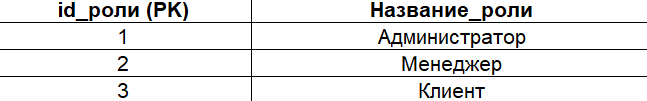 id_роли (PK) Название_роли
1 Администратор
2 Менеджер
3 Клиент